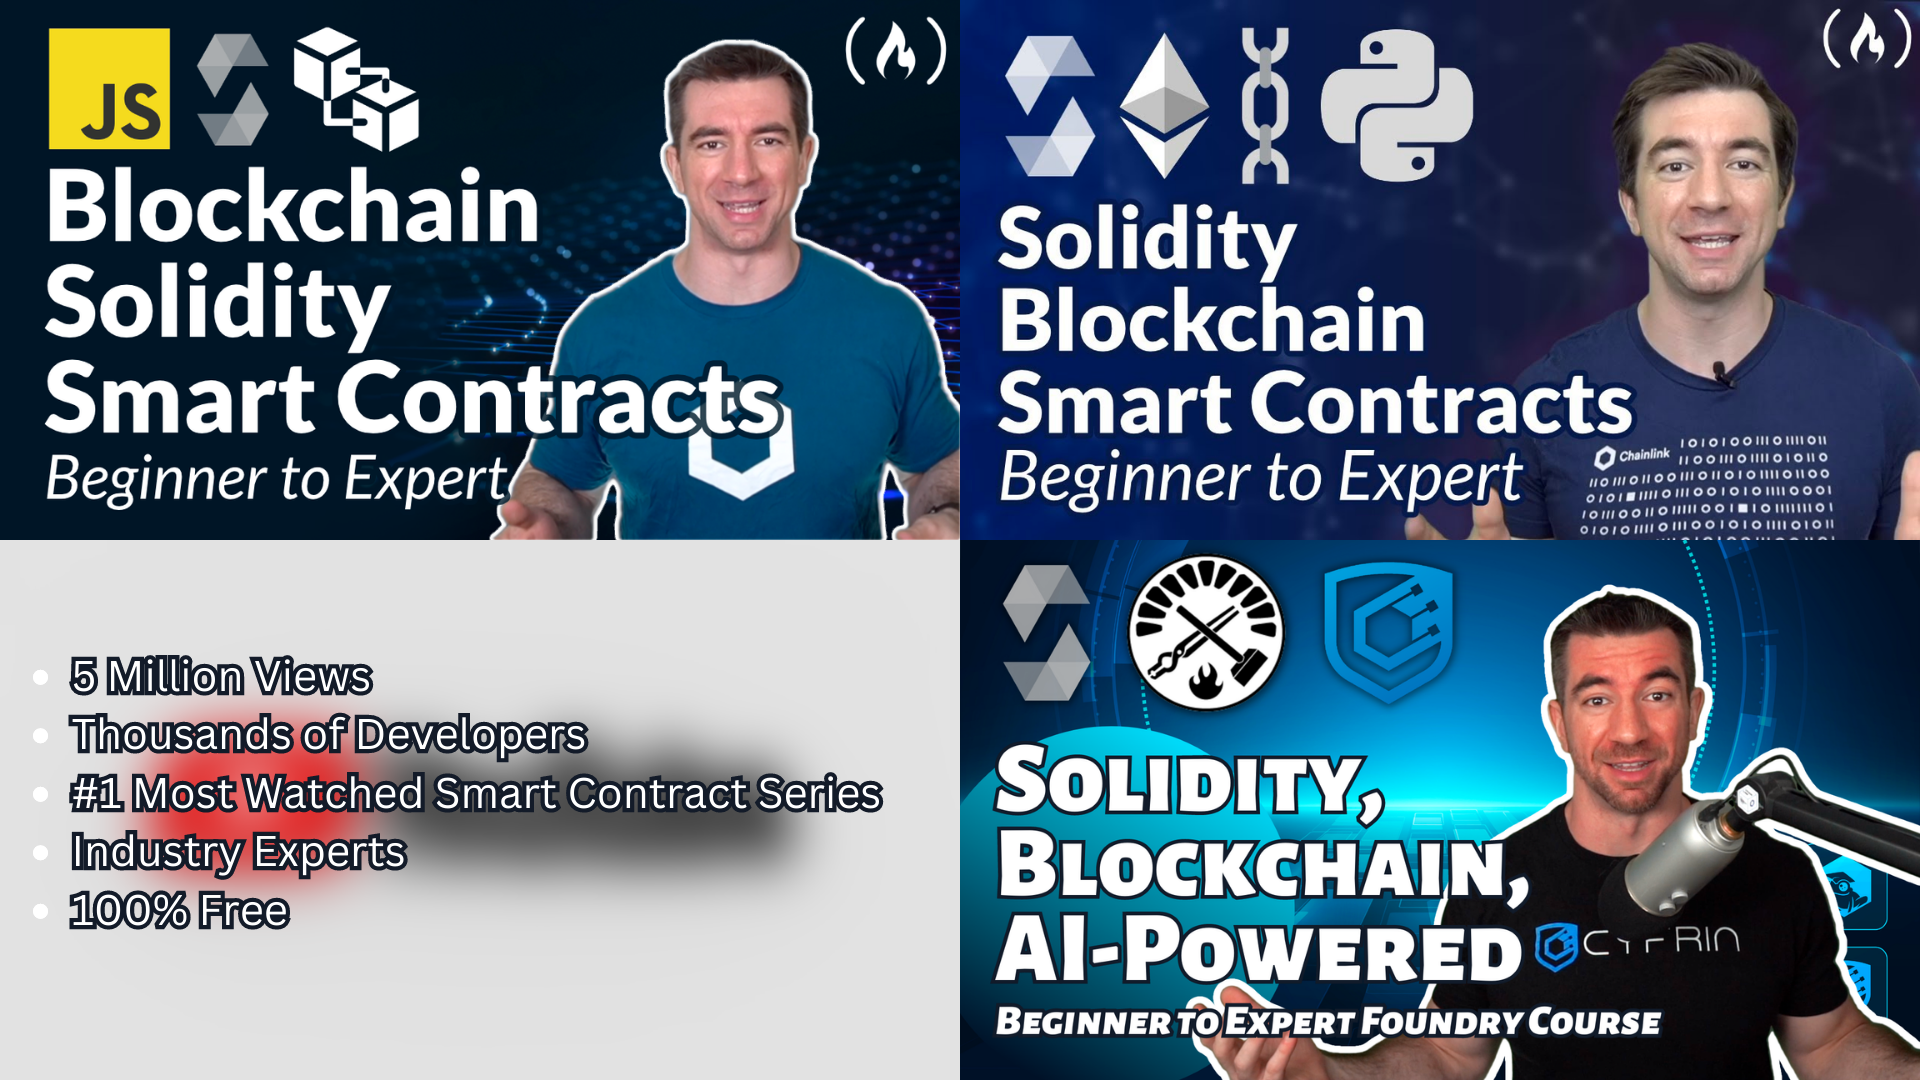 JS
Blockchain
Solidity
Smart Contracts
Beginner to Expert
Solidity
Blockchain
Smart Contracts
Beginner to Expert
Chainlink
5 Million Views
Thousands of Developers
#1 Most Watched Smart Contract Series
Industry Experts
100% Free
Solidity,
Blockchain,
AI-Powered
CYFRIN
Beginner to Expert Foundry Course